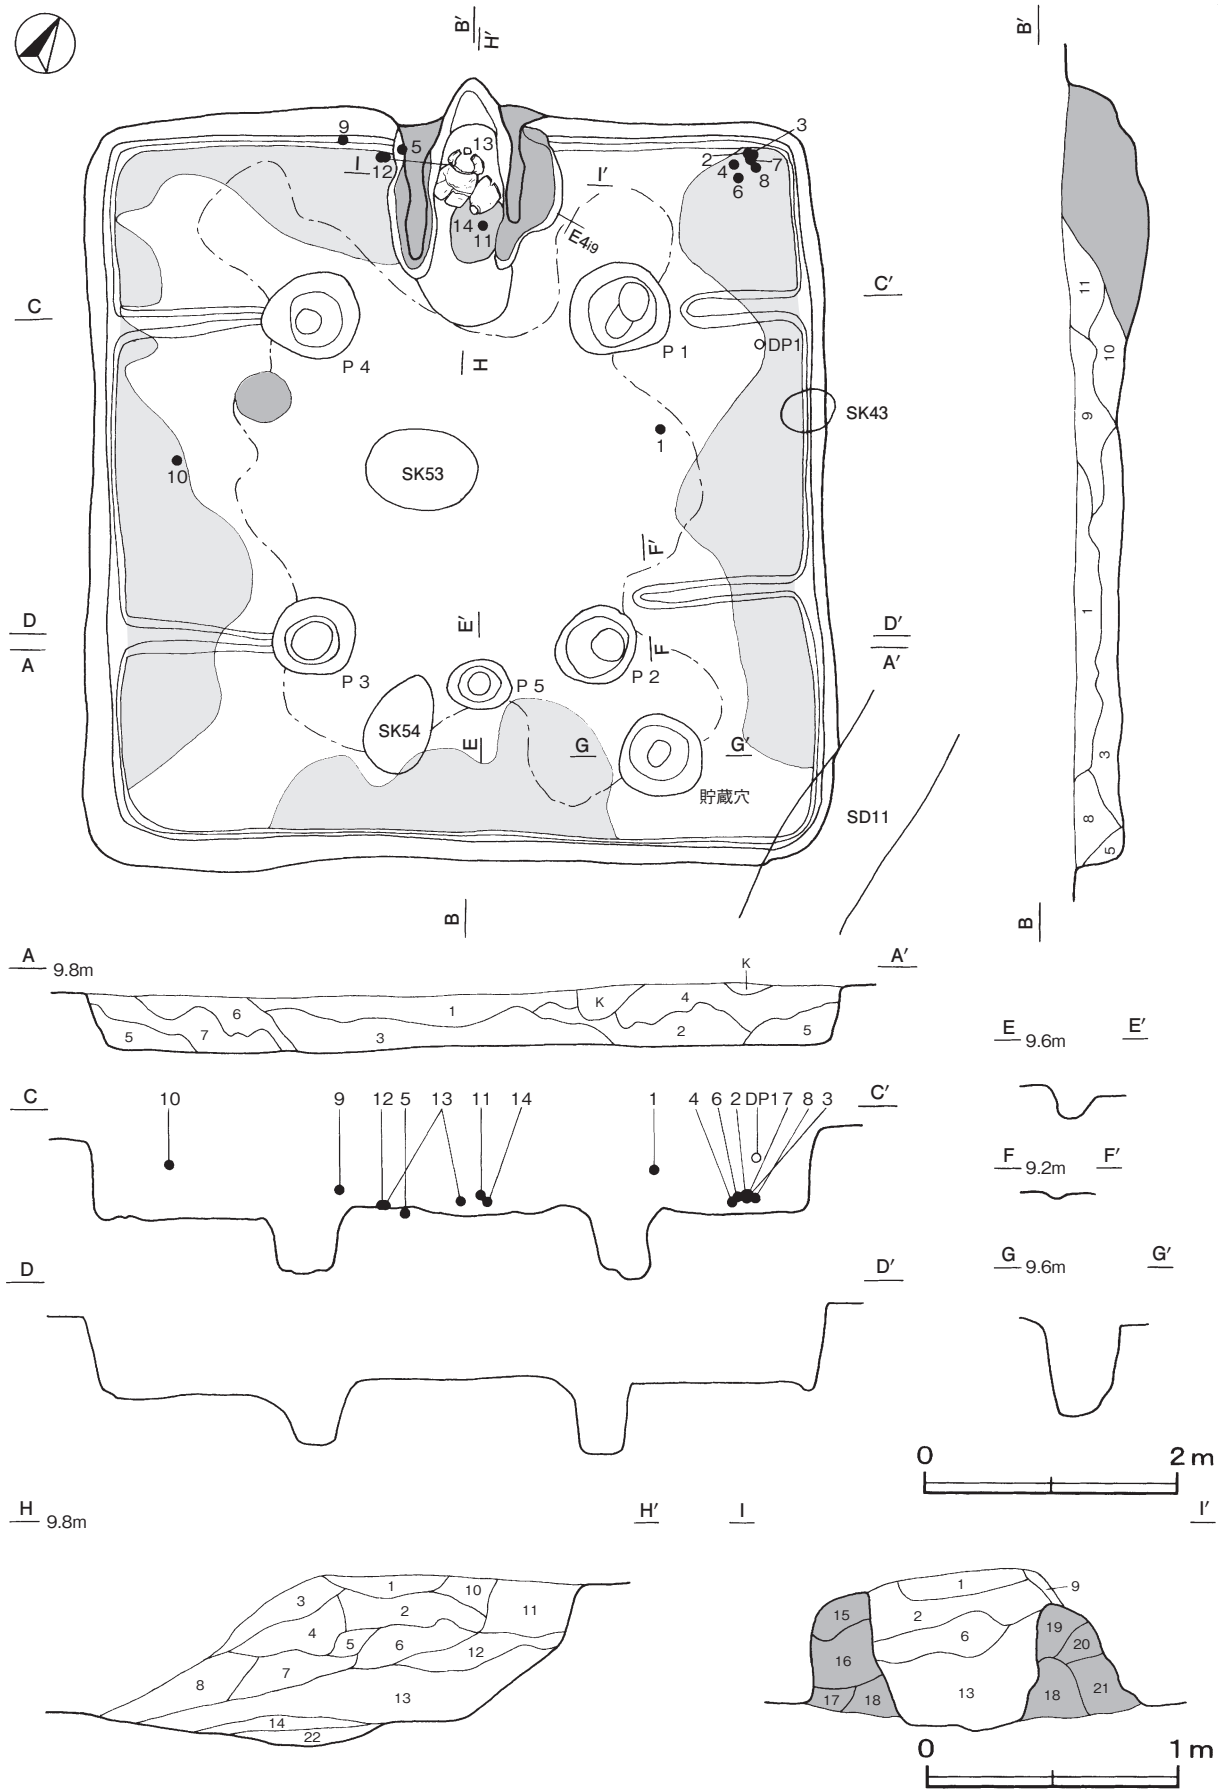 B′
H′
B′
9
3
5
13
I
12
I′
2
7
4
8
6
14
11
E4i9
C
C′
11
P 4
H
P 1
DP1
10
SK43
9
1
10
SK53
F′
1
D
A
E′
D′
A′
F
P 3
P 5
P 2
SK54
3
E
G
G′
貯蔵穴
8
SD11
5
B
B
A 9.8m
A′
K
6
1
K
4
5
7
3
2
5
E 9.6m
E′
C
10
9
12
5
13
11
14
1
4
6
2
DP1
7
8
3
C′
F 9.2m
F′
D
D′
G 9.6m
G′
0
2 m
H 9.8m
H′
I
I′
1
10
3
2
11
4
5
6
12
7
8
13
14
22
1
9
15
2
19
6
20
16
13
17
18
18
21
0
1 m